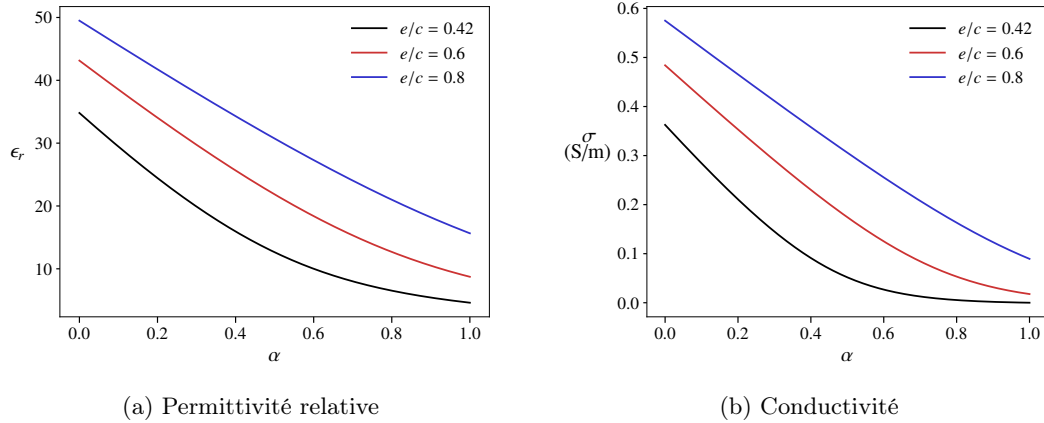 50
40
30
20
10
ϵr
0.0 0.2 0.4 0.6 0.8 1.0
α
e/c = 0.42
e/c = 0.6
e/c = 0.8
(a) Permittivité relative
0.6
0.5
0.4
0.3
0.2
0.1
0.0
σ
(S/m)
0.0 0.2 0.4 0.6 0.8 1.0
α
e/c = 0.42
e/c = 0.6
e/c = 0.8
(b) Conductivité